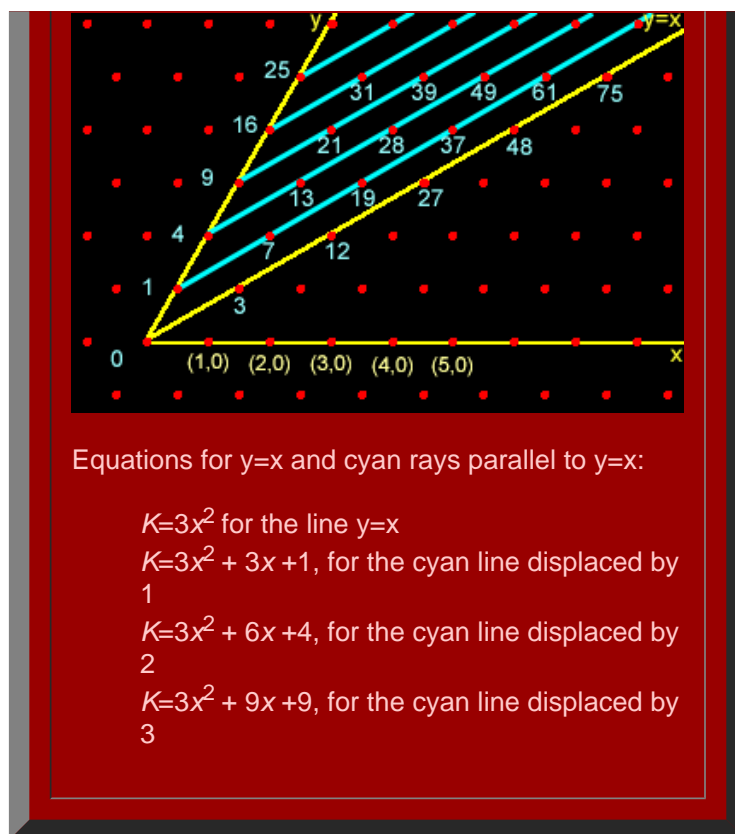 y y=x
25 31 39 49 61 75
16 21 28 37 48
9 13 19 27
4 7 12
1 3
0 (1,0) (2,0) (3,0) (4,0) (5,0) x
Equations for y=x and cyan rays parallel to y=x:
K=3x² for the line y=x
K=3x² + 3x +1, for the cyan line displaced by
1
K=3x² + 6x +4, for the cyan line displaced by
2
K=3x² + 9x +9, for the cyan line displaced by
3